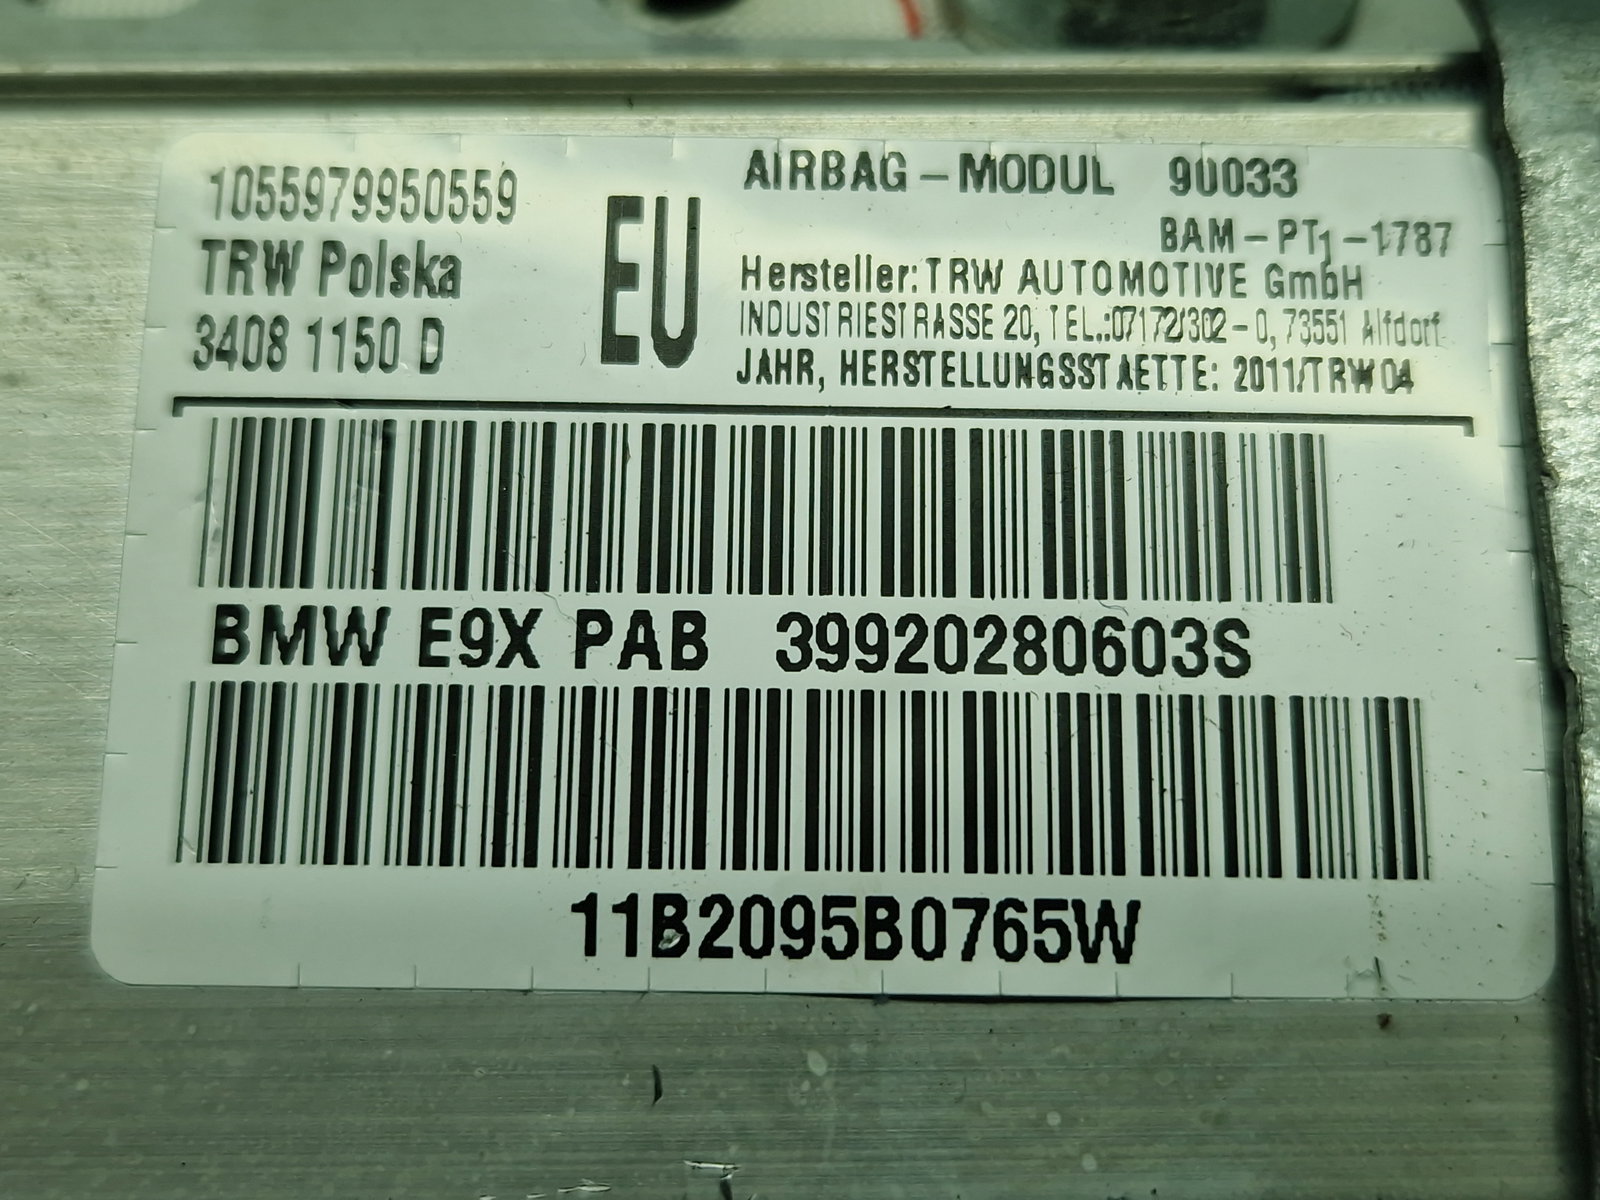 1055979950559
TRW Polska
3408 1150 D
EU
AIRBAG-MODUL 90033
BAM-PT1-1787
Hersteller: TRW AUTOMOTIVE GmbH
INDUSTRIESTRASSE 20, TEL.:07172/302-0, 73551 Alfdorf
JAHR, HERSTELLUNGSSTAETTE: 2011/TRW04
BMW E9X PAB 39920280603S
11B2095B0765W